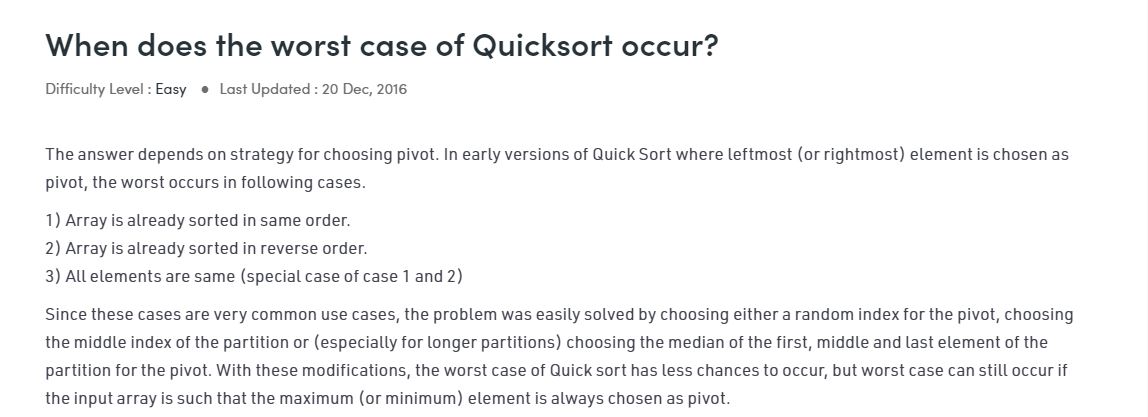 When does the worst case of Quicksort occur?
Difficulty Level : Easy ● Last Updated : 20 Dec, 2016
The answer depends on strategy for choosing pivot. In early versions of Quick Sort where leftmost (or rightmost) element is chosen as
pivot, the worst occurs in following cases.
1) Array is already sorted in same order.
2) Array is already sorted in reverse order.
3) All elements are same (special case of case 1 and 2)
Since these cases are very common use cases, the problem was easily solved by choosing either a random index for the pivot, choosing
the middle index of the partition or (especially for longer partitions) choosing the median of the first, middle and last element of the
partition for the pivot. With these modifications, the worst case of Quick sort has less chances to occur, but worst case can still occur if
the input array is such that the maximum (or minimum) element is always chosen as pivot.